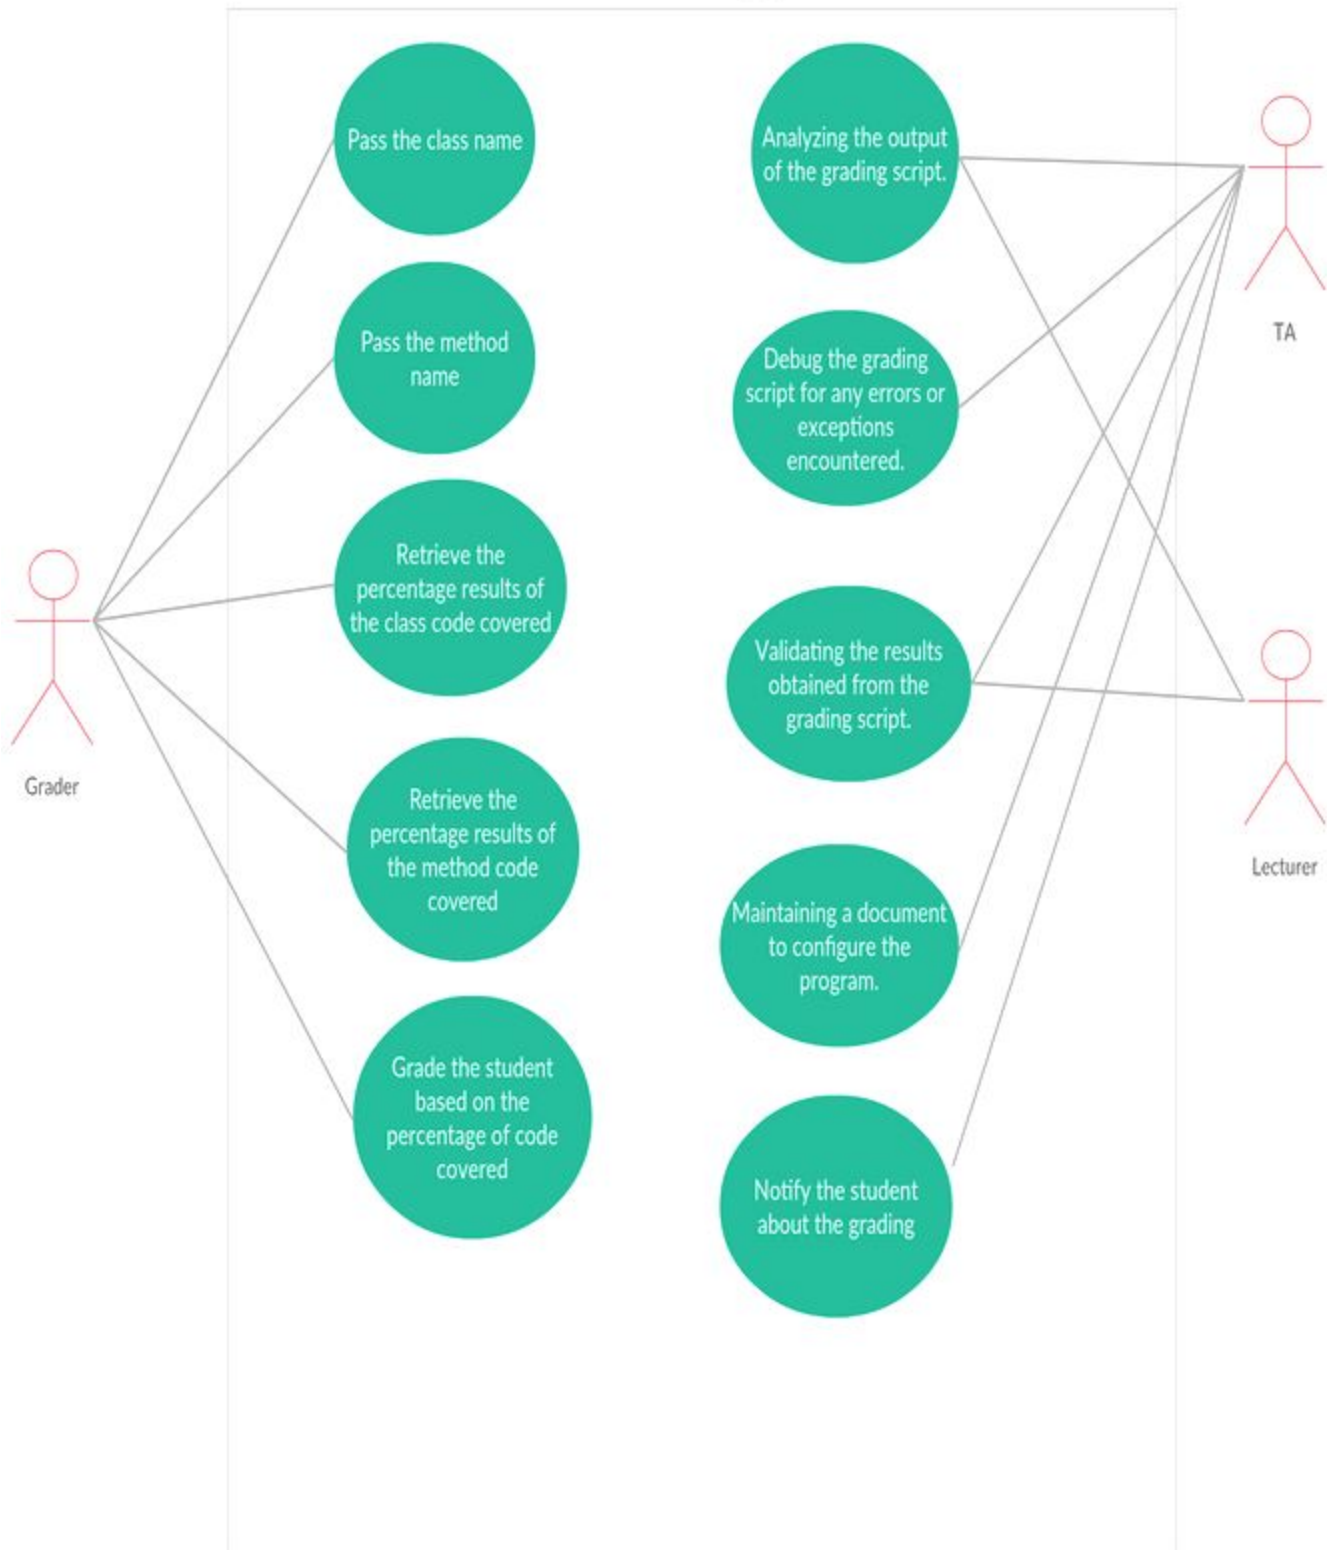 Pass the class name
Pass the method
name
Retrieve the
percentage results of
the class code covered
Retrieve the
percentage results of
the method code
covered
Grade the student
based on the
percentage of code
covered
Grader
Analyzing the output
of the grading script.
Debug the grading
script for any errors or
exceptions
encountered.
Validating the results
obtained from the
grading script.
Maintaining a document
to configure the
program.
Notify the student
about the grading
TA
Lecturer